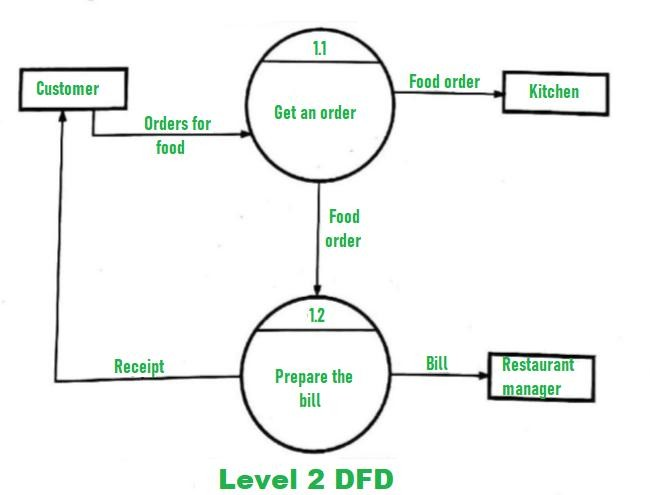 1.1
Customer
Food order
Kitchen
Get an order
Orders for
food
Food
order
1.2
Receipt
Prepare the
bill
Bill
Restaurant
manager
Level 2 DFD